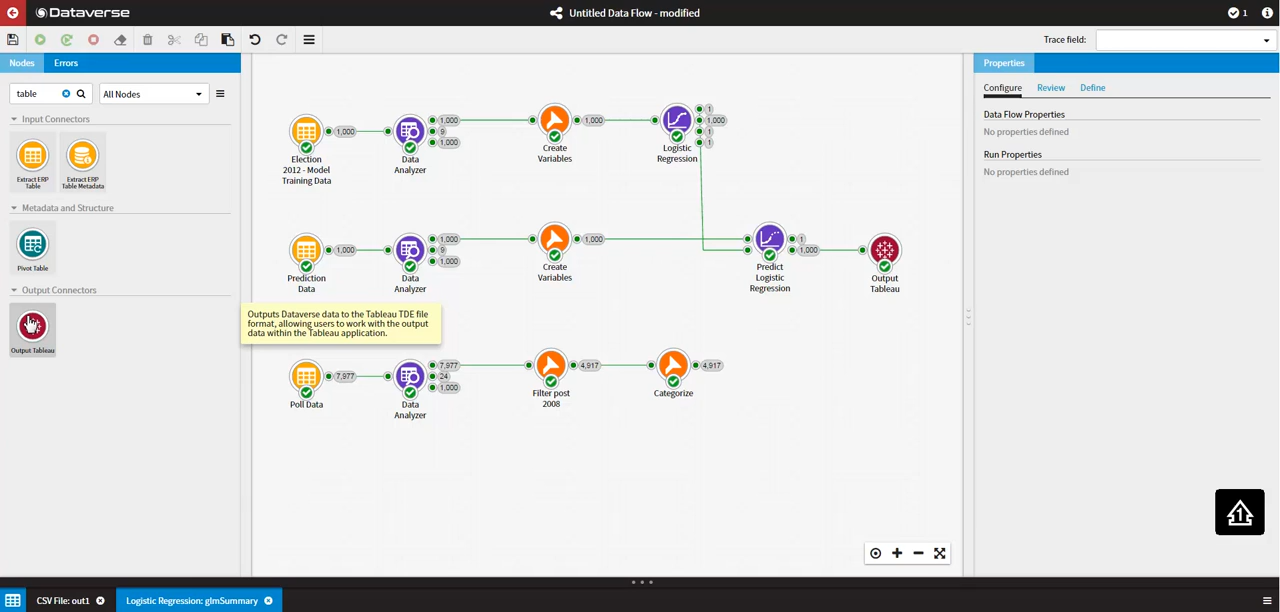 Dataverse
Untitled Data Flow - modified
1
Trace field:
Nodes
Errors
table
All Nodes
Input Connectors
Extract ERP
Table
Extract ERP
Table Metadata
Metadata and Structure
Pivot Table
Output Connectors
Output Tableau
Outputs Dataverse data to the Tableau TDE file
format, allowing users to work with the output
data within the Tableau application.
1,000
Election
2012 - Model
Training Data
1,000
9
1,000
Data
Analyzer
1,000
Create
Variables
1
1,000
1
1
Logistic
Regression
1,000
Prediction
Data
1,000
9
1,000
Data
Analyzer
1,000
Create
Variables
1
1,000
Predict
Logistic
Regression
Output
Tableau
7,977
Poll Data
7,977
24
1,000
Data
Analyzer
4,917
Filter post
2008
4,917
Categorize
Properties
Configure
Review
Define
Data Flow Properties
No properties defined
Run Properties
No properties defined
1
CSV File: out1
Logistic Regression: glmSummary